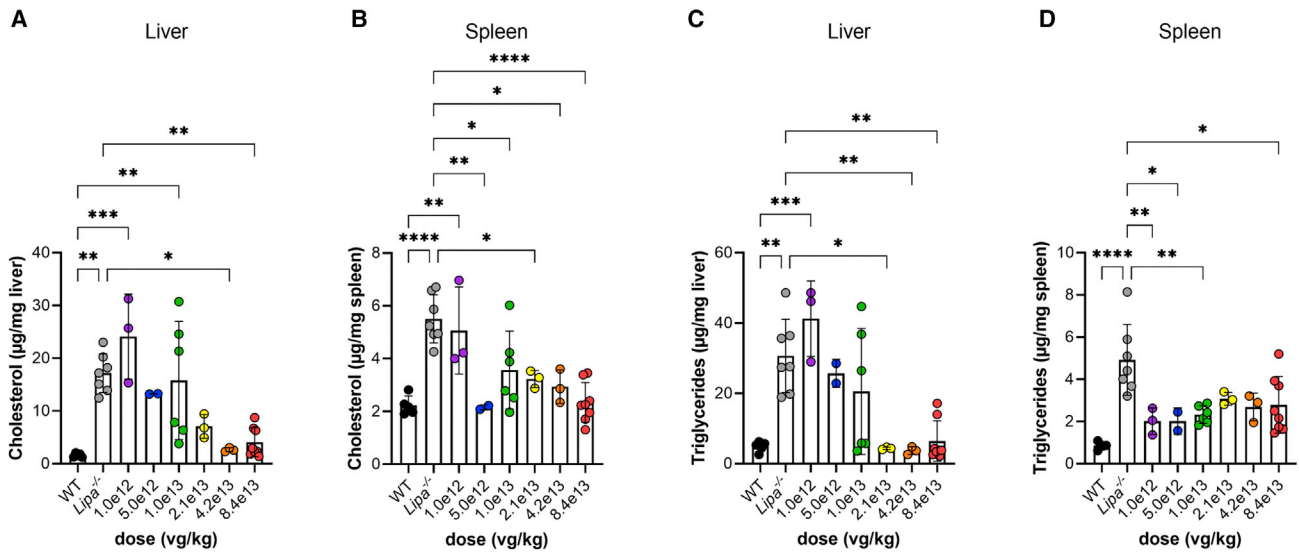 A
Liver
Cholesterol (µg/mg liver)
40
30
20
10
0
**
***
**
**
*
WT
Lipa-/-
1.0e12
5.0e12
1.0e13
2.1e13
4.2e13
8.4e13
dose (vg/kg)
B
Spleen
Cholesterol (µg/mg spleen)
8
6
4
2
0
****
*
*
**
**
****
*
WT
Lipa-/-
1.0e12
5.0e12
1.0e13
2.1e13
4.2e13
8.4e13
dose (vg/kg)
C
Liver
Triglycerides (µg/mg liver)
60
40
20
0
**
**
***
**
*
WT
Lipa-/-
1.0e12
5.0e12
1.0e13
2.1e13
4.2e13
8.4e13
dose (vg/kg)
D
Spleen
Triglycerides (µg/mg spleen)
10
8
6
4
2
0
*
*
**
****
**
WT
Lipa-/-
1.0e12
5.0e12
1.0e13
2.1e13
4.2e13
8.4e13
dose (vg/kg)